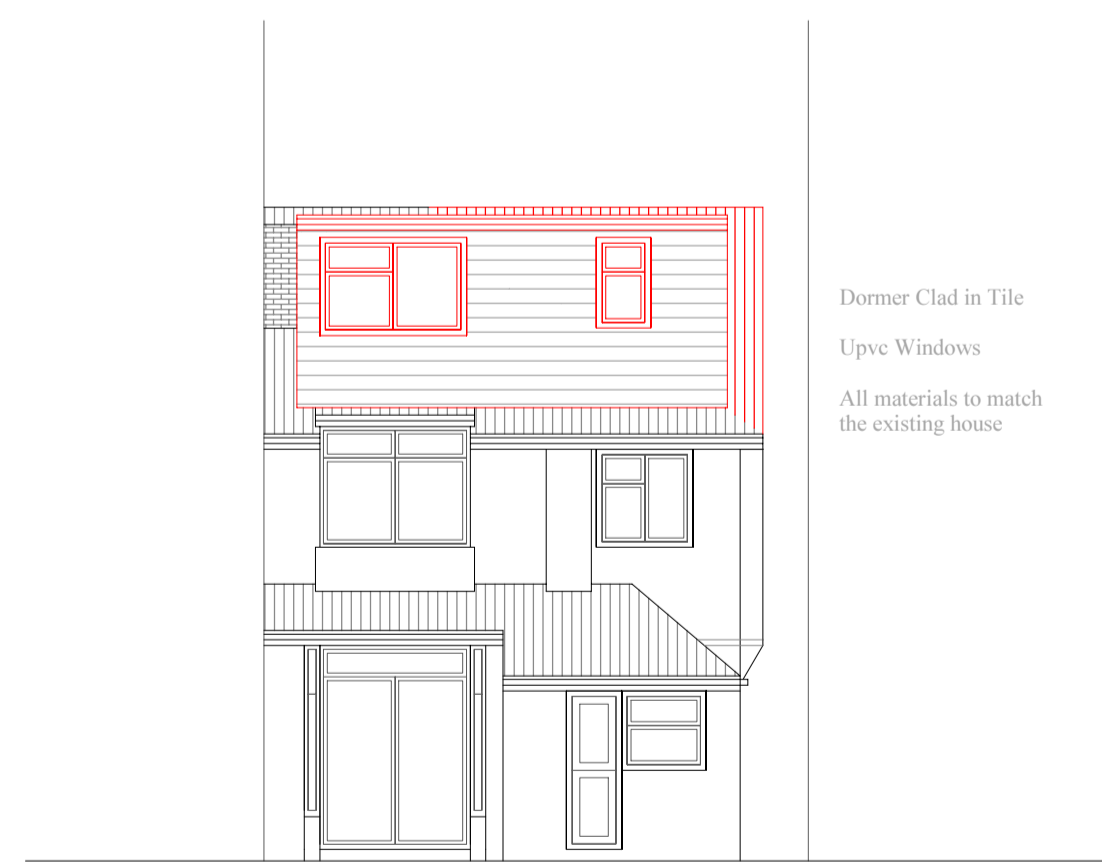 Dormer Clad in Tile
Upvc Windows
All materials to match
the existing house